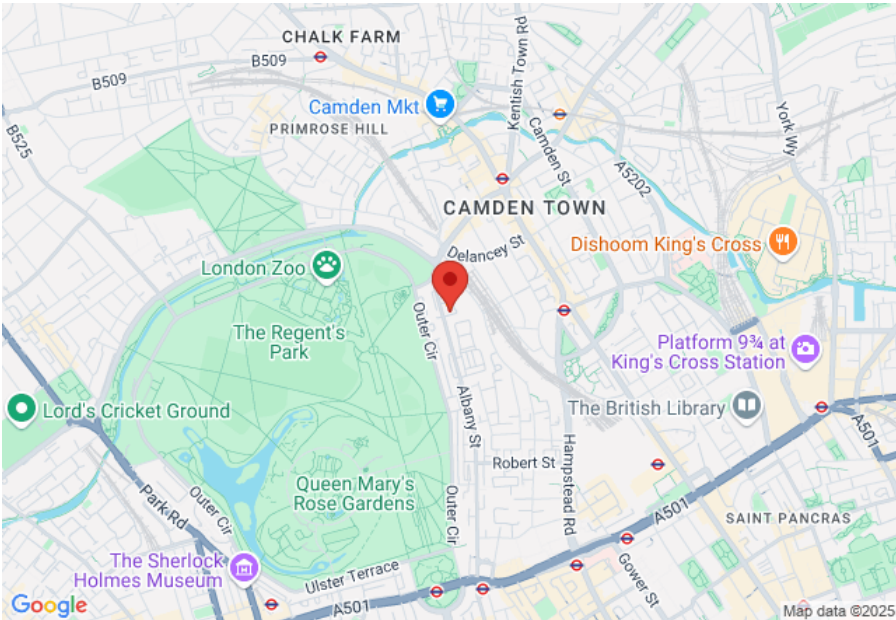 CHALK FARM
B509
B509
B525
Camden Mkt
PRIMROSE HILL
Kentish Town Rd
Camden St
A5202
York Wy
CAMDEN TOWN
Delancey St
Dishoom King's Cross
London Zoo
The Regent's
Park
Outer Cir
Platform 9¾ at
King's Cross Station
Lord's Cricket Ground
Albany St
The British Library
A501
Hampstead Rd
Robert St
Queen Mary's
Rose Gardens
Park Rd
Outer Cir
Outer Cir
A501
SAINT PANCRAS
The Sherlock
Holmes Museum
Ulster Terrace
Gower St
A501
Google
Map data ©2025